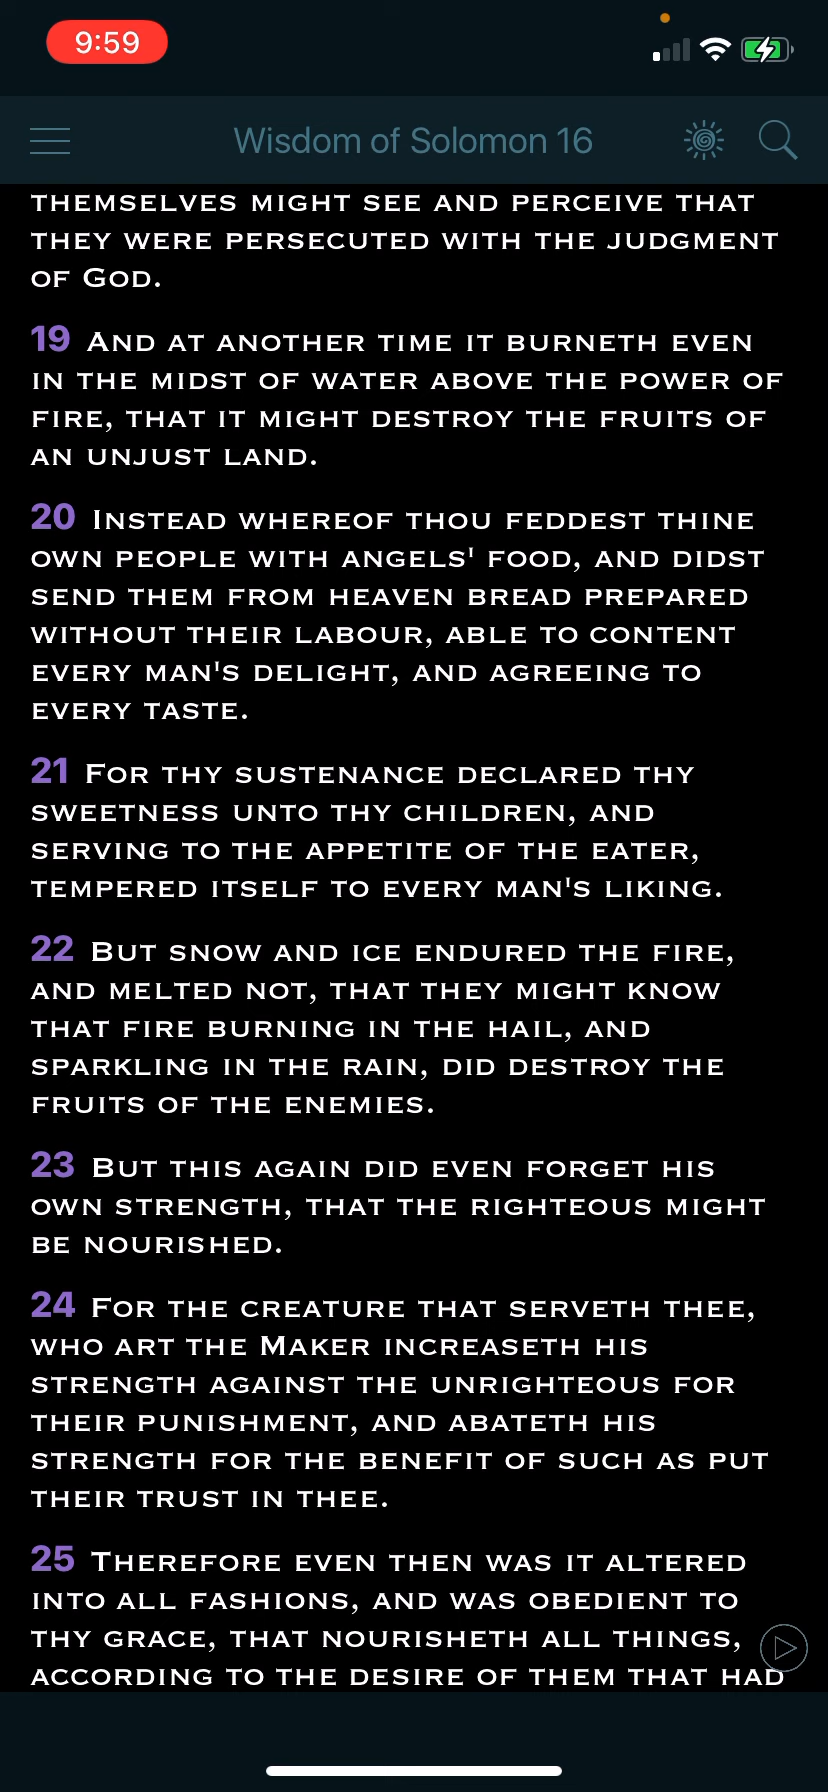 9:59
Wisdom of Solomon 16
THEMSELVES MIGHT SEE AND PERCEIVE THAT
THEY WERE PERSECUTED WITH THE JUDGMENT
OF GOD.
19 AND AT ANOTHER TIME IT BURNETH EVEN
IN THE MIDST OF WATER ABOVE THE POWER OF
FIRE, THAT IT MIGHT DESTROY THE FRUITS OF
AN UNJUST LAND.
20 INSTEAD WHEREOF THOU FEDDEST THINE
OWN PEOPLE WITH ANGELS' FOOD, AND DIDST
SEND THEM FROM HEAVEN BREAD PREPARED
WITHOUT THEIR LABOUR, ABLE TO CONTENT
EVERY MAN'S DELIGHT, AND AGREEING TO
EVERY TASTE.
21 FOR THY SUSTENANCE DECLARED THY
SWEETNESS UNTO THY CHILDREN, AND
SERVING TO THE APPETITE OF THE EATER,
TEMPERED ITSELF TO EVERY MAN'S LIKING.
22 BUT SNOW AND ICE ENDURED THE FIRE,
AND MELTED NOT, THAT THEY MIGHT KNOW
THAT FIRE BURNING IN THE HAIL, AND
SPARKLING IN THE RAIN, DID DESTROY THE
FRUITS OF THE ENEMIES.
23 BUT THIS AGAIN DID EVEN FORGET HIS
OWN STRENGTH, THAT THE RIGHTEOUS MIGHT
BE NOURISHED.
24 FOR THE CREATURE THAT SERVETH THEE,
WHO ART THE MAKER INCREASETH HIS
STRENGTH AGAINST THE UNRIGHTEOUS FOR
THEIR PUNISHMENT, AND ABATETH HIS
STRENGTH FOR THE BENEFIT OF SUCH AS PUT
THEIR TRUST IN THEE.
25 THEREFORE EVEN THEN WAS IT ALTERED
INTO ALL FASHIONS, AND WAS OBEDIENT TO
THY GRACE, THAT NOURISHETH ALL THINGS,
ACCORDING TO THE DESIRE OF THEM THAT HAD